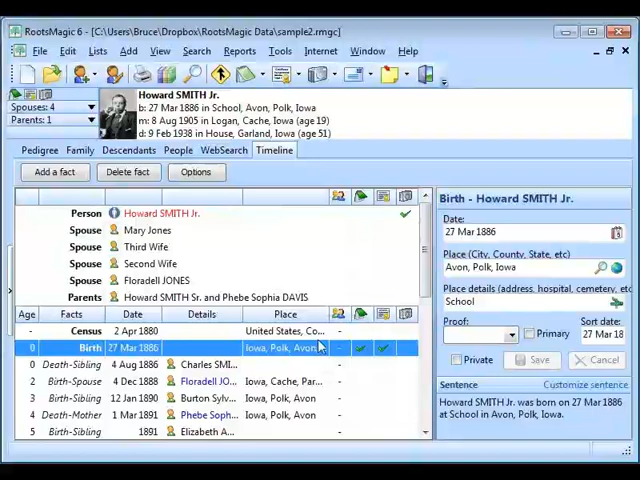 RootsMagic 6 - [C:\Users\Bruce\Dropbox\RootsMagic Data\sample2.rmgc]
File Edit Lists Add View Search Reports Tools Internet Window Help
Howard SMITH Jr.
b: 27 Mar 1886 in School, Avon, Polk, Iowa
Spouses: 4
m: 8 Aug 1905 in Logan, Cache, Iowa (age 19)
Parents: 1
d: 9 Feb 1938 in House, Garland, Iowa (age 51)
Pedigree Family Descendants People WebSearch Timeline
Add a fact Delete fact Options
Person Howard SMITH Jr.
Spouse Mary Jones
Spouse Third Wife
Spouse Second Wife
Spouse Floradell JONES
Parents Howard SMITH Sr. and Phebe Sophia DAVIS
Age Facts Date Details Place
- Census 2 Apr 1880 United States, Co... -
0 Birth 27 Mar 1886 Iowa, Polk, Avon -
0 Death-Sibling 4 Aug 1886 Charles SMI... -
2 Birth-Spouse 4 Dec 1888 Floradell JO... Iowa, Cache, Par... -
3 Birth-Sibling 12 Jan 1890 Burton Sylv... Iowa, Polk, Avon -
4 Death-Mother 1 Mar 1891 Phebe Soph... Iowa, Polk, Avon -
5 Birth-Sibling 1891 Elizabeth A... -
Birth - Howard SMITH Jr.
Date:
27 Mar 1886
Place (City, County, State, etc)
Avon, Polk, Iowa
Place details (address, hospital, cemetery, etc
School
Proof: Primary Sort date:
27 Mar 18
Private Save Cancel
Sentence Customize sentence
Howard SMITH Jr. was born on 27 Mar 1886
at School in Avon, Polk, Iowa.